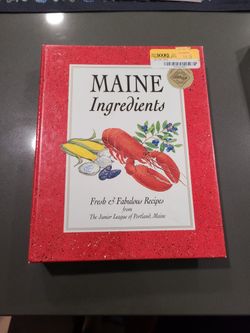 MAINE
Ingredients
Fresh & Fabulous Recipes
from
The Junior League of Portland, Maine